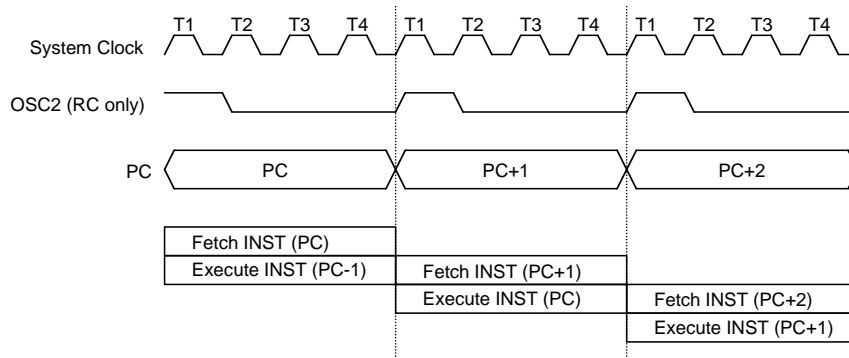 T1 T2 T3 T4 T1 T2 T3 T4 T1 T2 T3 T4
System Clock
OSC2 (RC only)
PC PC PC+1 PC+2
Fetch INST (PC)
Execute INST (PC-1) Fetch INST (PC+1)
Execute INST (PC) Fetch INST (PC+2)
Execute INST (PC+1)